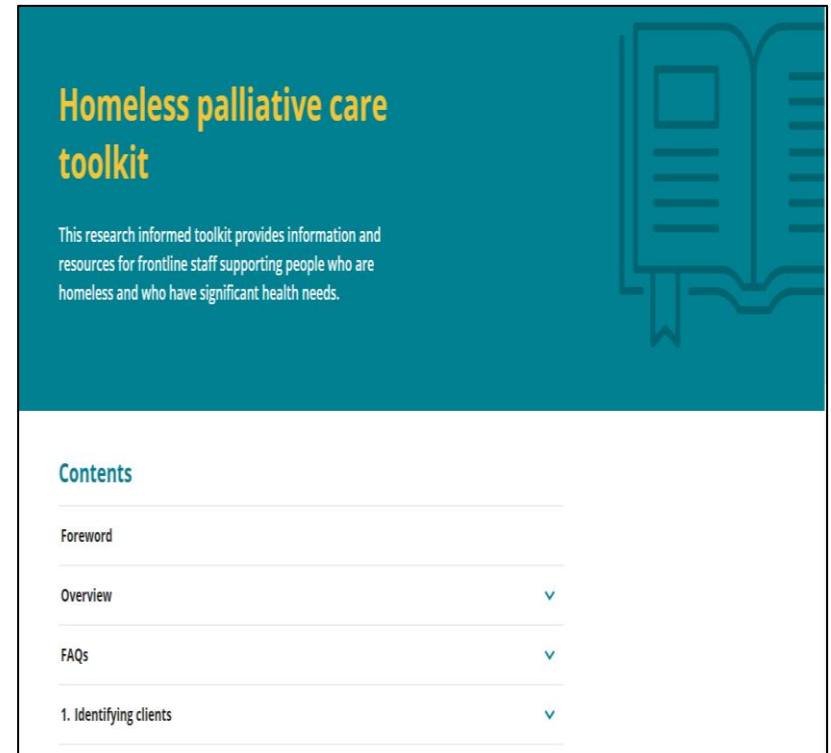 Homeless palliative care
toolkit
This research informed toolkit provides information and
resources for frontline staff supporting people who are
homeless and who have significant health needs.
Contents
Foreword
Overview
FAQs
1. Identifying clients